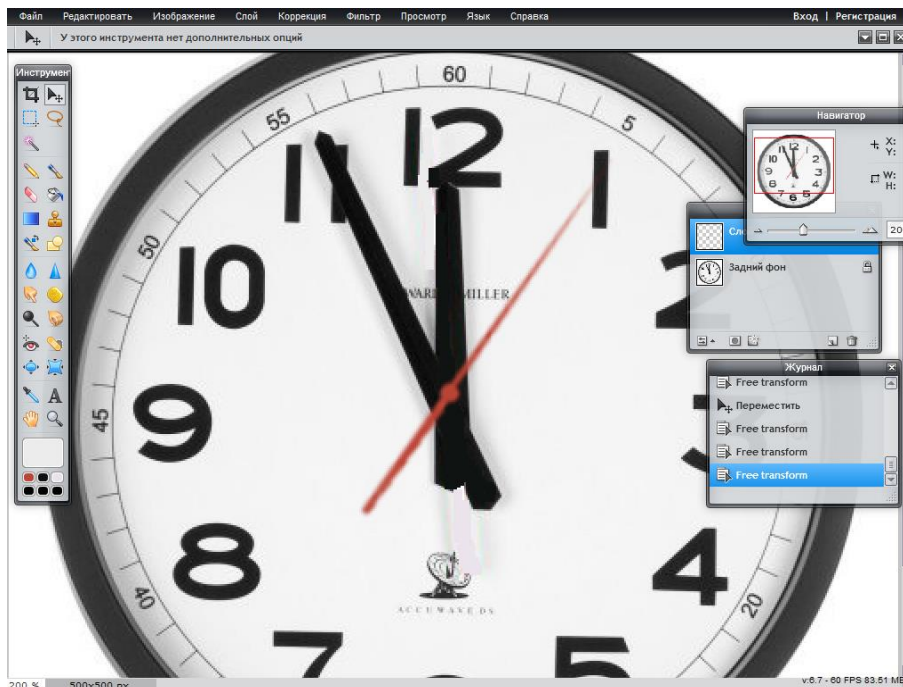 Файл Редактировать Изображение Слой Коррекция Фильтр Просмотр Язык Справка Вход | Регистрация
У этого инструмента нет дополнительных опций
Инструмен
60
55
5
12
11
1
Навигатор
X:
Y:
W:
H:
20
50
10
2
Сло
Задний фон
MILLER
Журнал
Free transform
Переместить
Free transform
Free transform
Free transform
45
9
3
8
4
40
20
ACCUWAVE DS
7
5
200 % 500x500 px
v:6.7 - 60 FPS 83.51 MB